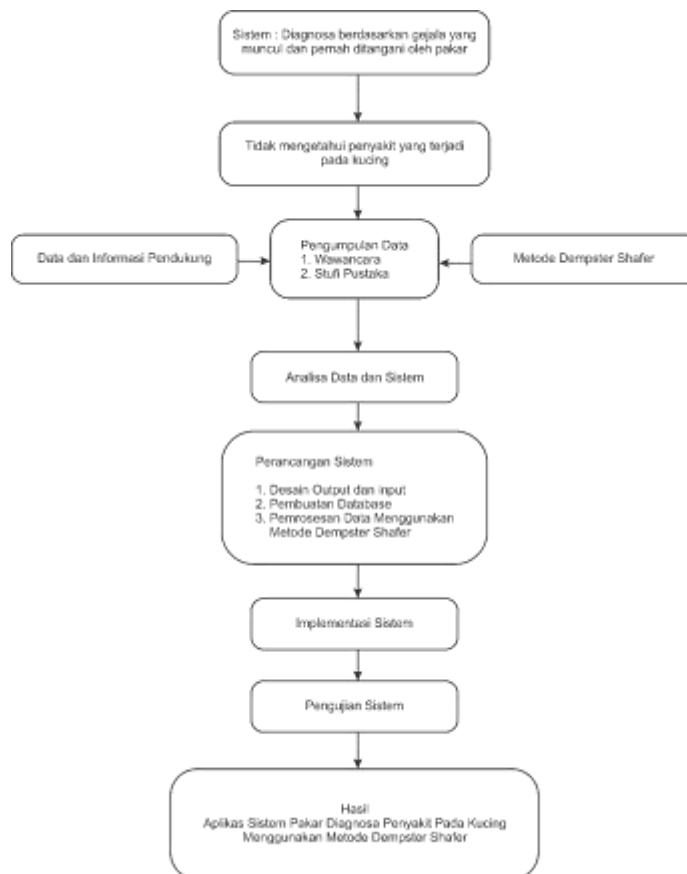 Sistem : Diagnosa berdasarkan gejala yang
muncul dan pernah ditangani oleh pakar
Tidak mengetahui penyakit yang terjadi
pada kucing
Data dan Informasi Pendukung
Pengumpulan Data
1. Wawancara
2. Stufi Pustaka
Metode Dempster Shafer
Analisa Data dan Sistem
Perancangan Sistem
1. Desain Output dan input
2. Pembuatan Database
3. Pemrosesan Data Menggunakan
Metode Dempster Shafer
Implementasi Sistem
Pengujian Sistem
Hasil
Aplikas Sistem Pakar Diagnosa Penyakit Pada Kucing
Menggunakan Metode Dempster Shafer